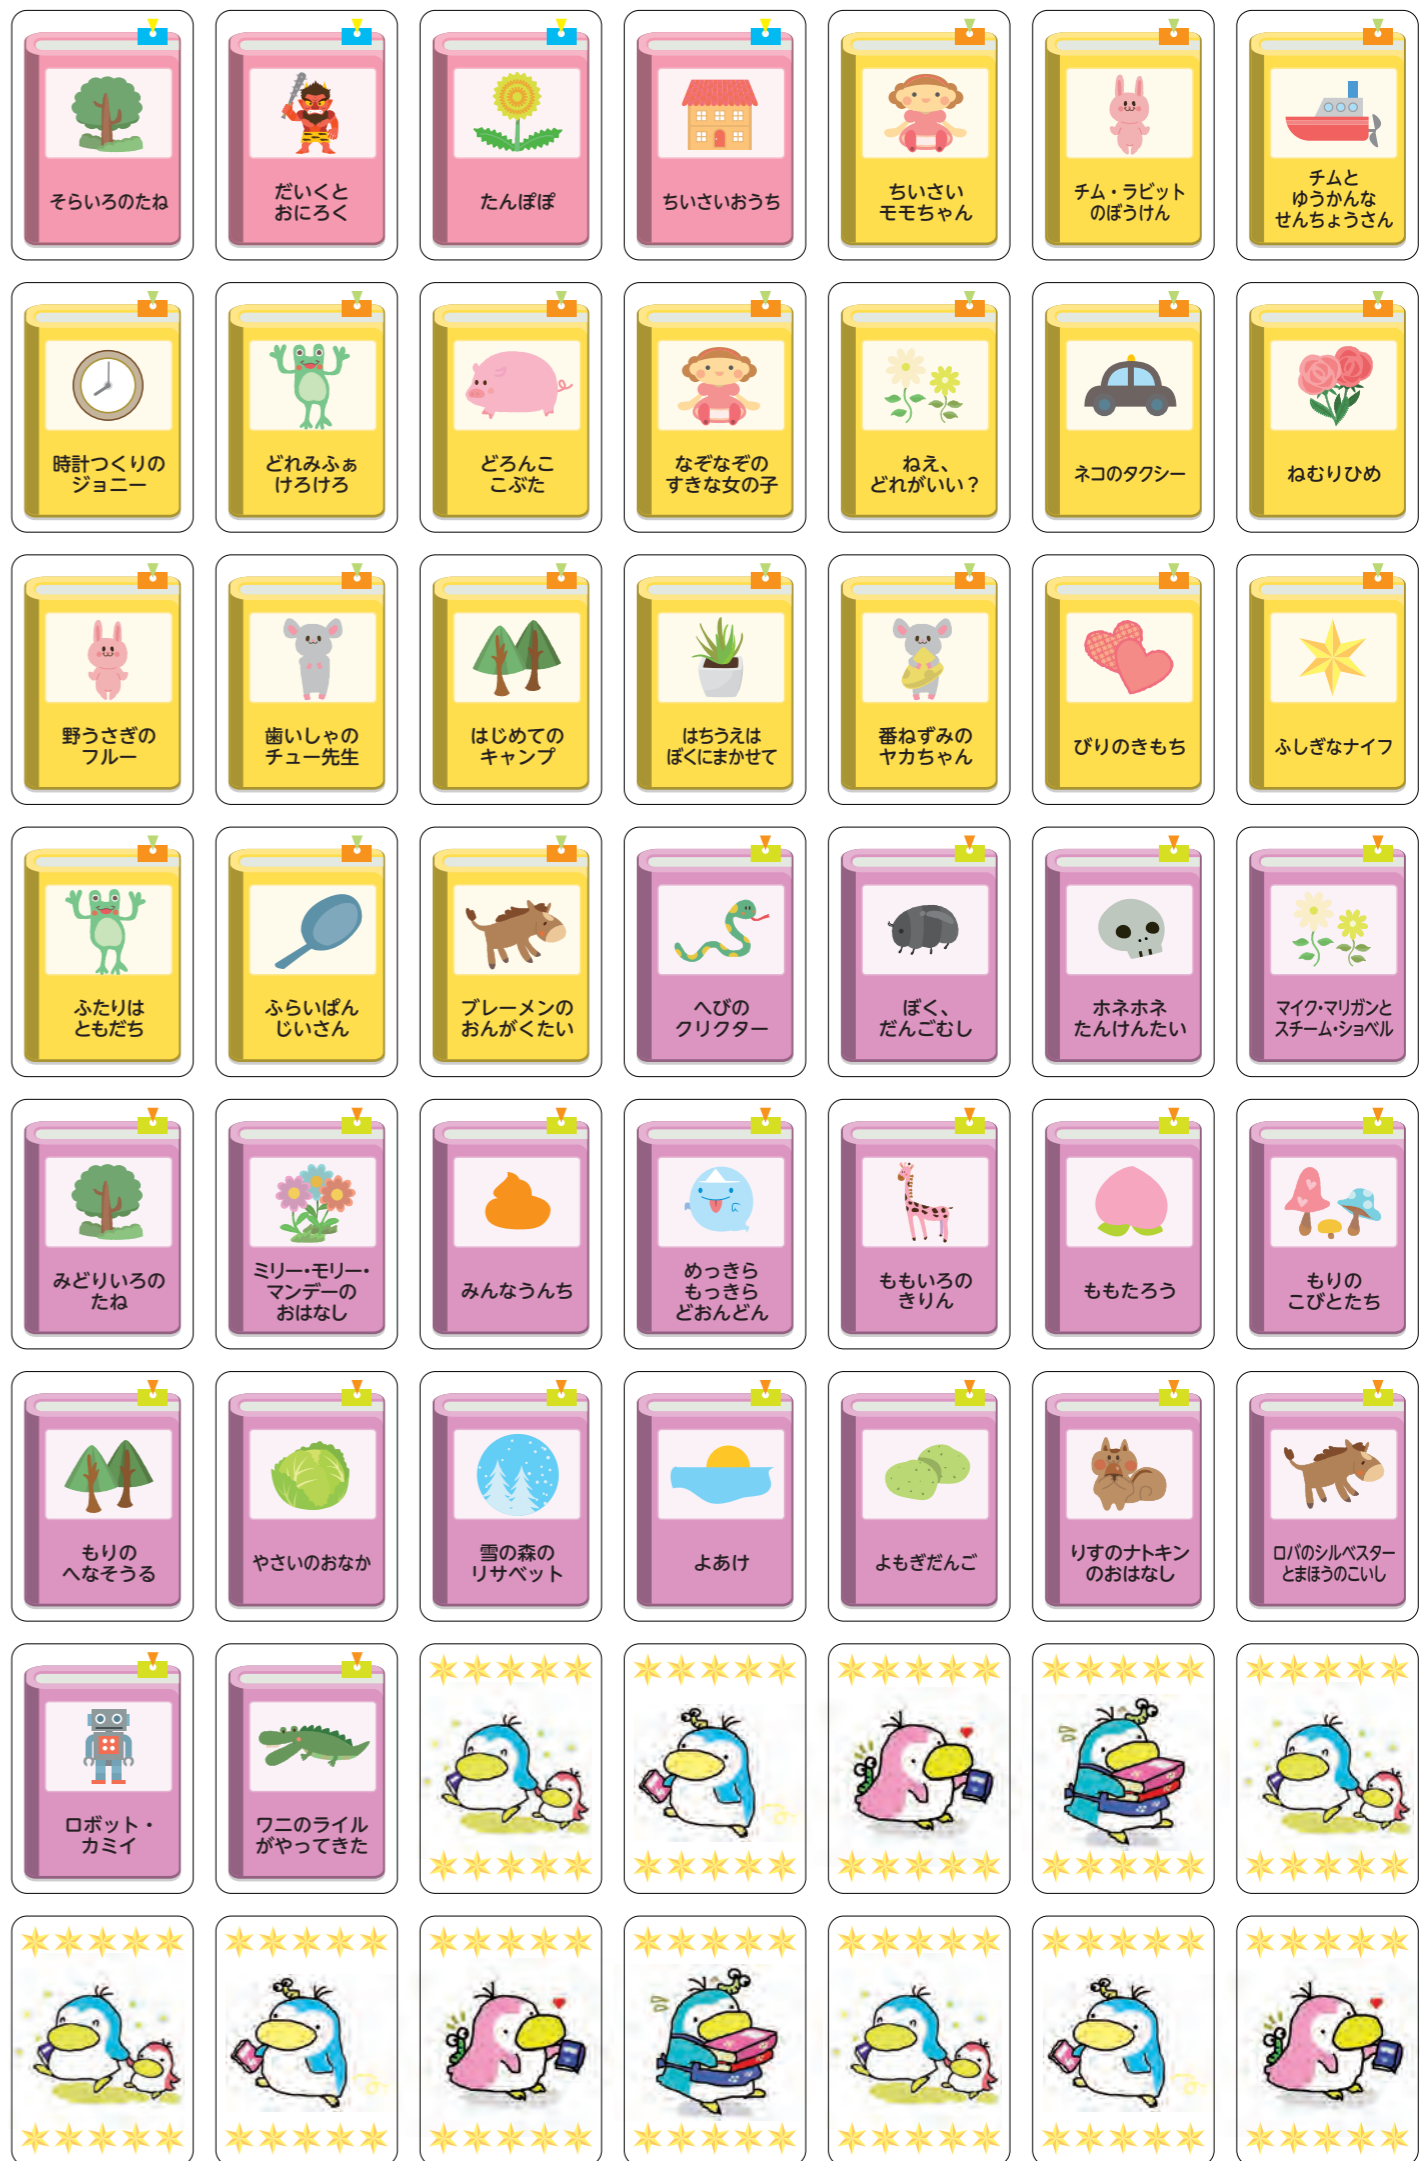 そらいろのたね
だいくと
おにろく
たんぽぽ
ちいさいおうち
ちいさい
モモちゃん
チム・ラビット
のぼうけん
チムと
ゆうかんな
せんちょうさん
時計つくりの
ジョニー
どれみふぁ
けろけろ
どろんこ
こぶた
なぞなぞの
すきな女の子
ねえ、
どれがいい？
ネコのタクシー
ねむりひめ
野うさぎの
フルー
歯いしゃの
チュー先生
はじめての
キャンプ
はちうえは
ぼくにまかせて
番ねずみの
ヤカちゃん
びりのきもち
ふしぎなナイフ
ふたりは
ともだち
ふらいぱん
じいさん
ブレーメンの
おんがくたい
へびの
クリクター
ぼく、
だんごむし
ホネホネ
たんけんたい
マイク・マリガンと
スチーム・ショベル
みどりいろの
たね
ミリー・モリー・
マンデーの
おはなし
みんなうんち
めっきら
もっきら
どおんどん
ももいろの
きりん
ももたろう
もりの
こびとたち
もりの
へなそうる
やさいのおなか
雪の森の
リサベット
よあけ
よもぎだんご
りすのナトキン
のおはなし
ロバのシルベスター
とまほうのこいし
ロボット・
カミイ
ワニのライル
がやってきた